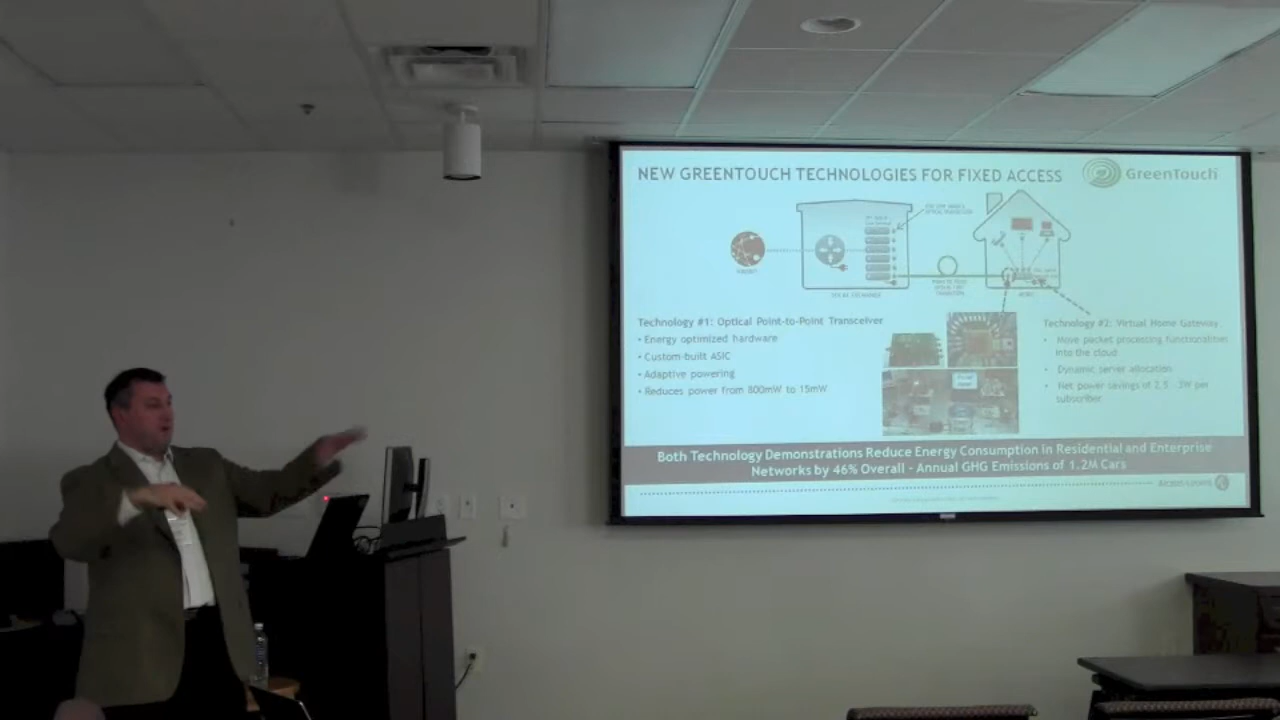 NEW GREENTOUCH TECHNOLOGIES FOR FIXED ACCESS
GreenTouch
Technology #1: Optical Point-to-Point Transceiver
• Energy optimized hardware
• Custom-built ASIC
• Adaptive powering
• Reduces power from 800mW to 15mW
Technology #2: Virtual Home Gateway
• Move packet processing functionalities
into the cloud
• Dynamic server allocation
• Net power savings of 2.5 - 3W per
subscriber
Both Technology Demonstrations Reduce Energy Consumption in Residential and Enterprise
Networks by 46% Overall - Annual GHG Emissions of 1.2M Cars
Alcatel-Lucent